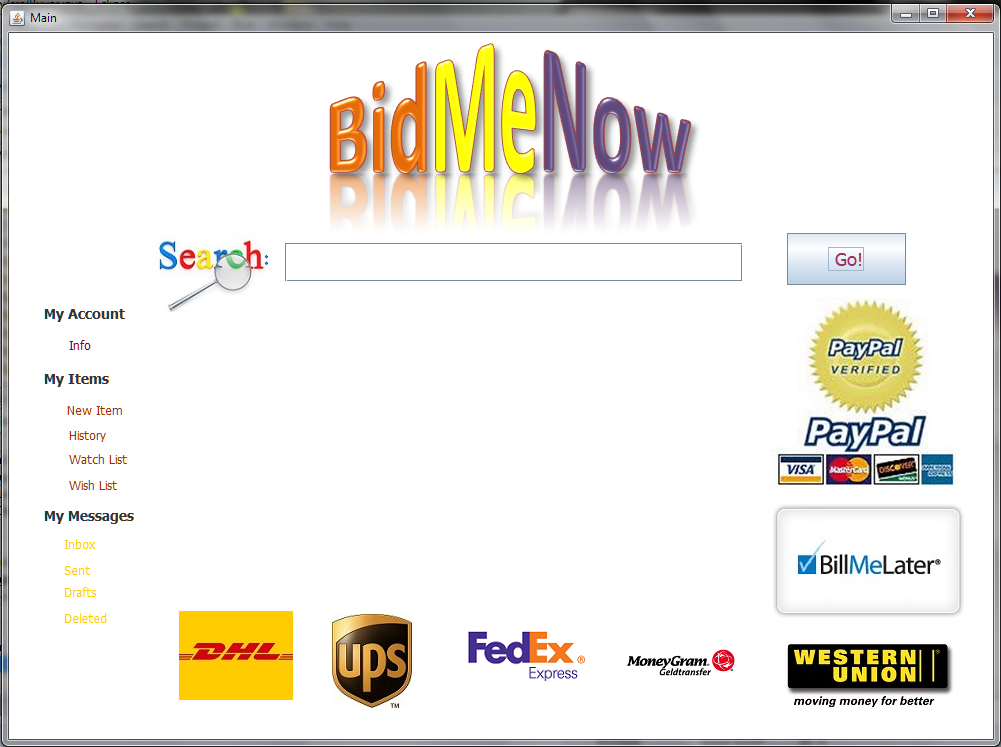 Main
BidMeNow
Search:
Go!
My Account
Info
My Items
New Item
History
Watch List
Wish List
My Messages
Inbox
Sent
Drafts
Deleted
PayPal
VERIFIED
PayPal
VISA MasterCard DISCOVER AMERICAN EXPRESS
BillMeLater®
DHL
ups
TM
FedEx®
Express
MoneyGram.
Geldtransfer
WESTERN
UNION®
moving money for better